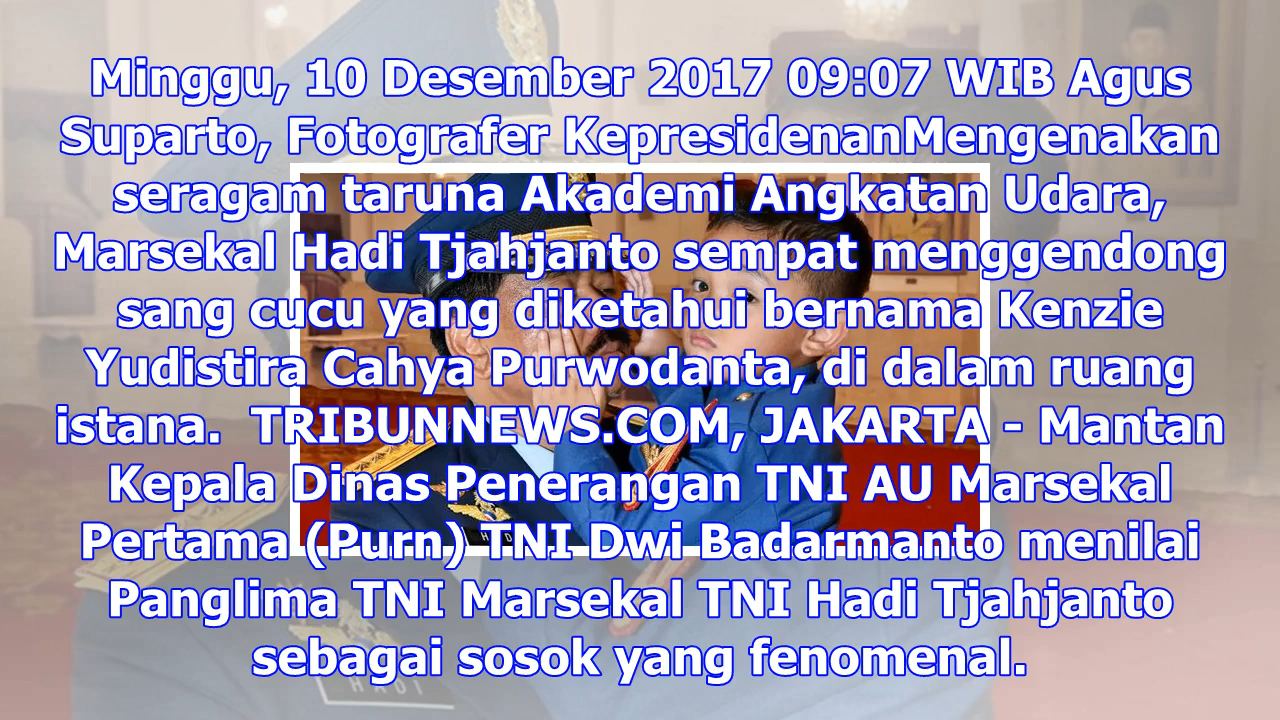 Minggu, 10 Desember 2017 09:07 WIB Agus
Suparto, Fotografer KepresidenanMengenakan
seragam taruna Akademi Angkatan Udara,
Marsekal Hadi Tjahjanto sempat menggendong
sang cucu yang diketahui bernama Kenzie
Yudistira Cahya Purwodanta, di dalam ruang
istana.  TRIBUNNEWS.COM, JAKARTA - Mantan
Kepala Dinas Penerangan TNI AU Marsekal
Pertama (Purn) TNI Dwi Badarmanto menilai
Panglima TNI Marsekal TNI Hadi Tjahjanto
sebagai sosok yang fenomenal.
HADI